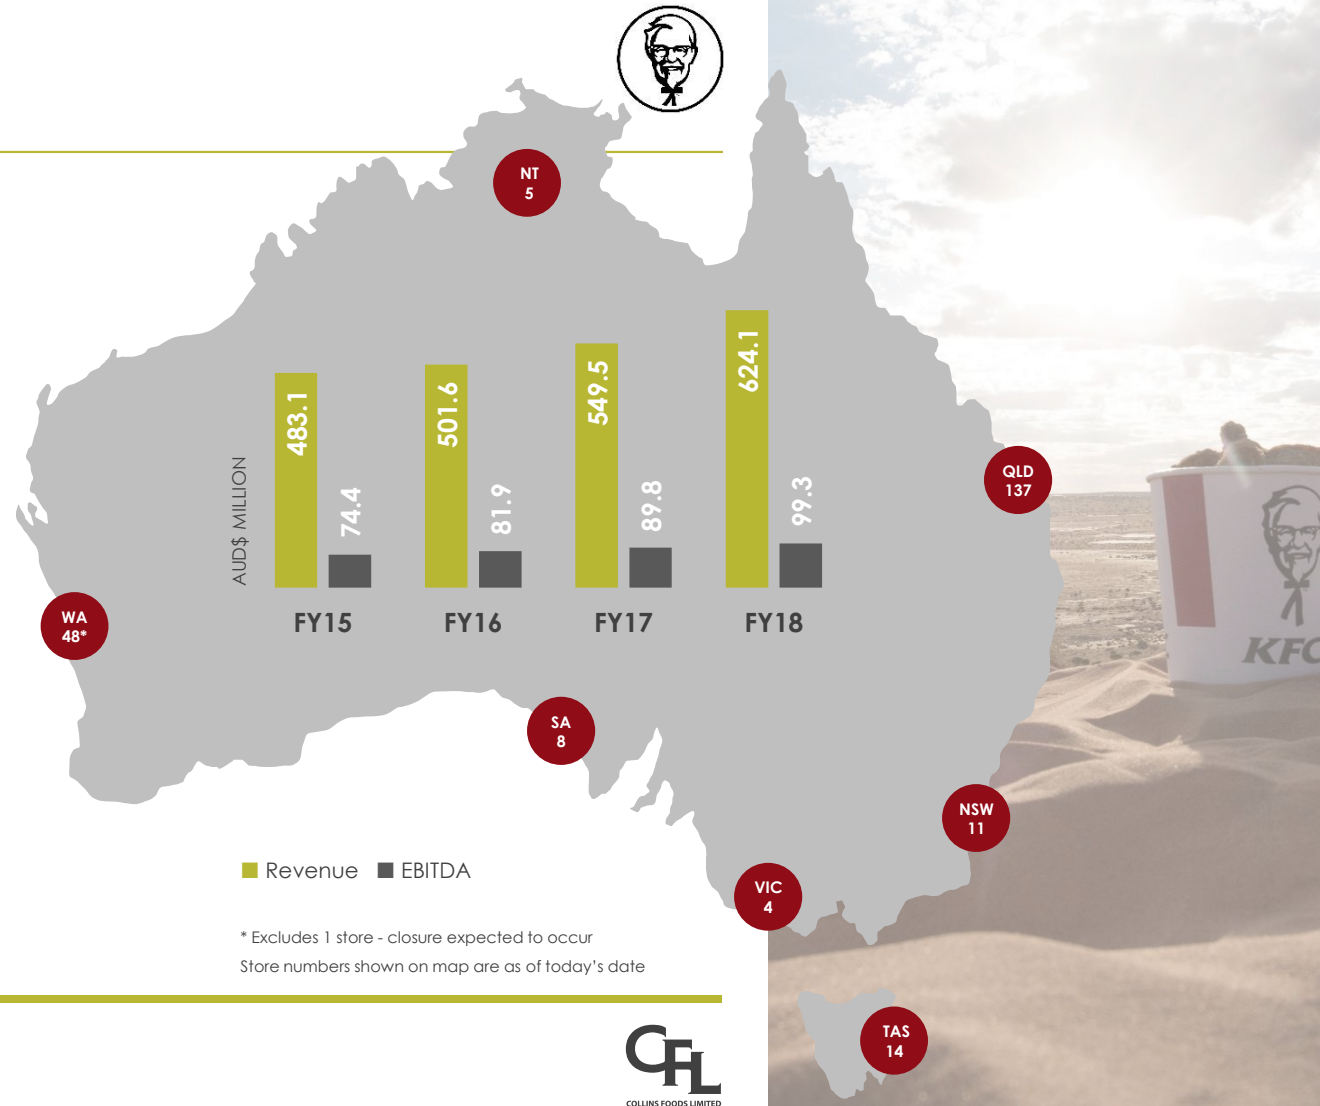 NT
5
483.1
501.6
549.5
624.1
74.4
81.9
89.8
99.3
AUD$ MILLION
FY15
FY16
FY17
FY18
QLD
137
WA
48*
SA
8
NSW
11
VIC
4
TAS
14
Revenue
EBITDA
* Excludes 1 store - closure expected to occur
Store numbers shown on map are as of today's date
KFC
CFL
COLLINS FOODS LIMITED